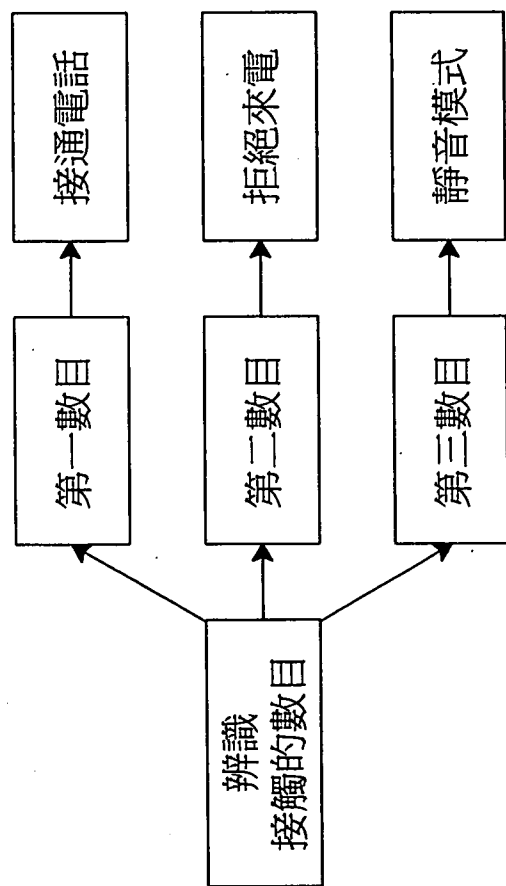 辨識
接觸的數目
第一數目
第二數目
第三數目
接通電話
拒絕來電
靜音模式